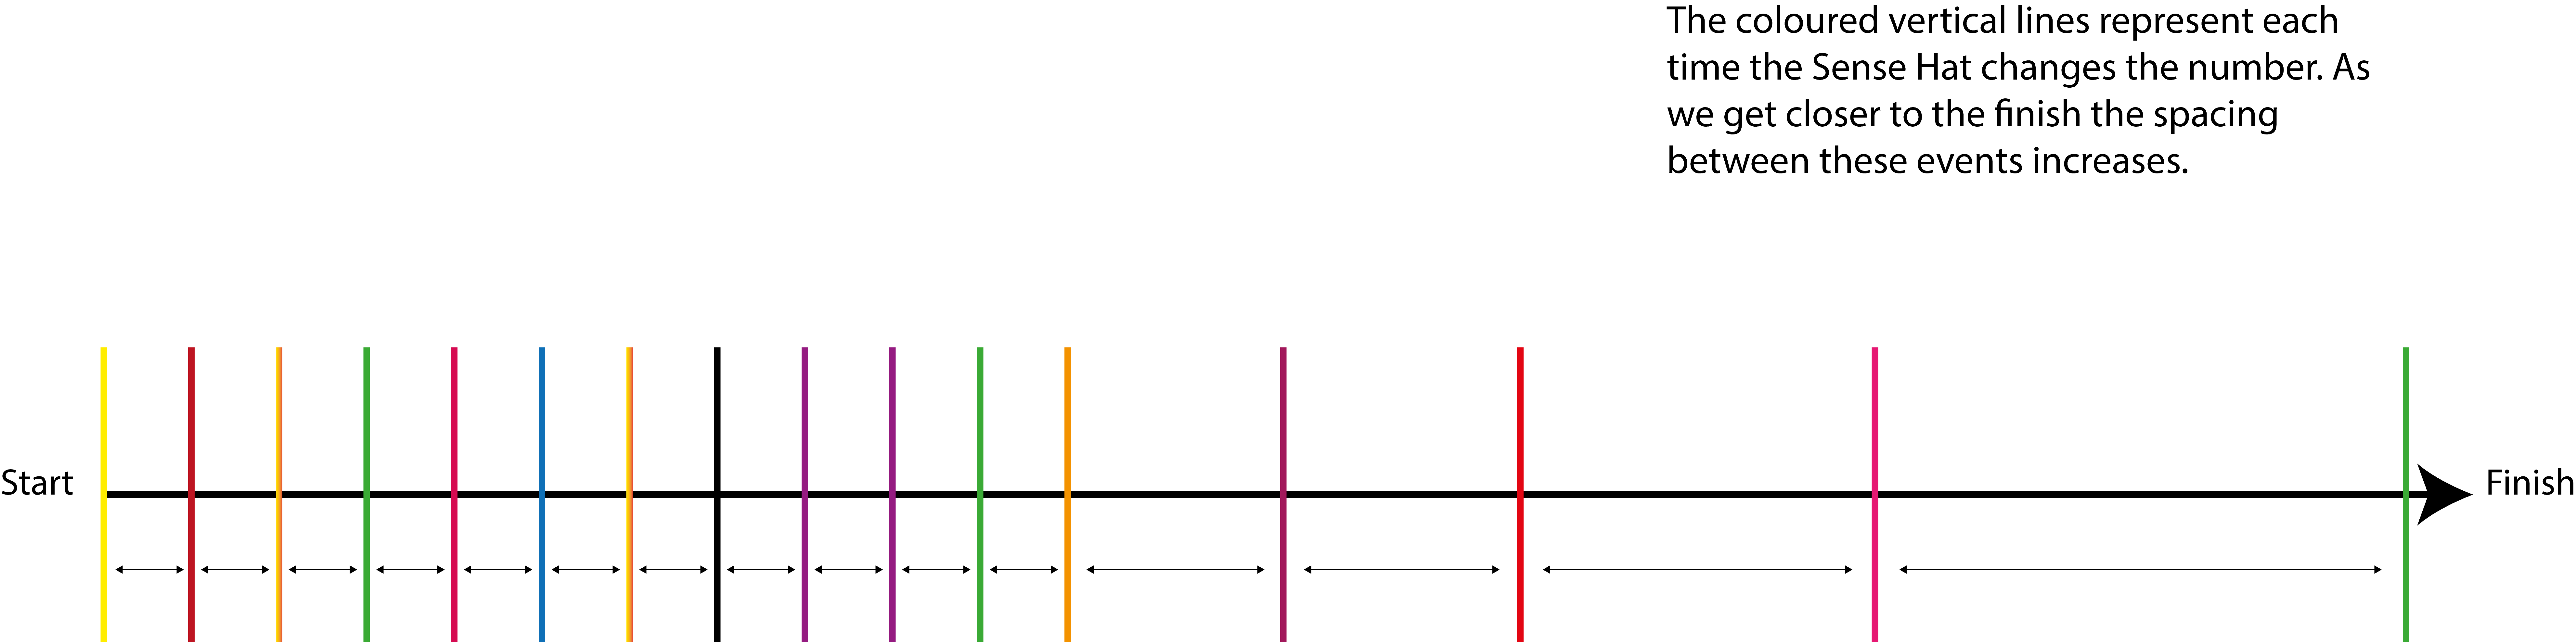 The coloured vertical lines represent each
time the Sense Hat changes the number. As
we get closer to the finish the spacing
between these events increases.
Start
Finish